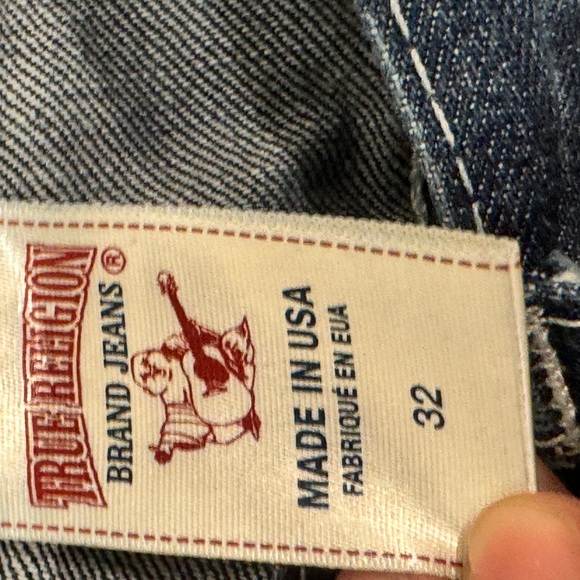 TRUE RELIGION
BRAND JEANS ®
MADE IN USA
FABRIQUÉ EN EUA
32